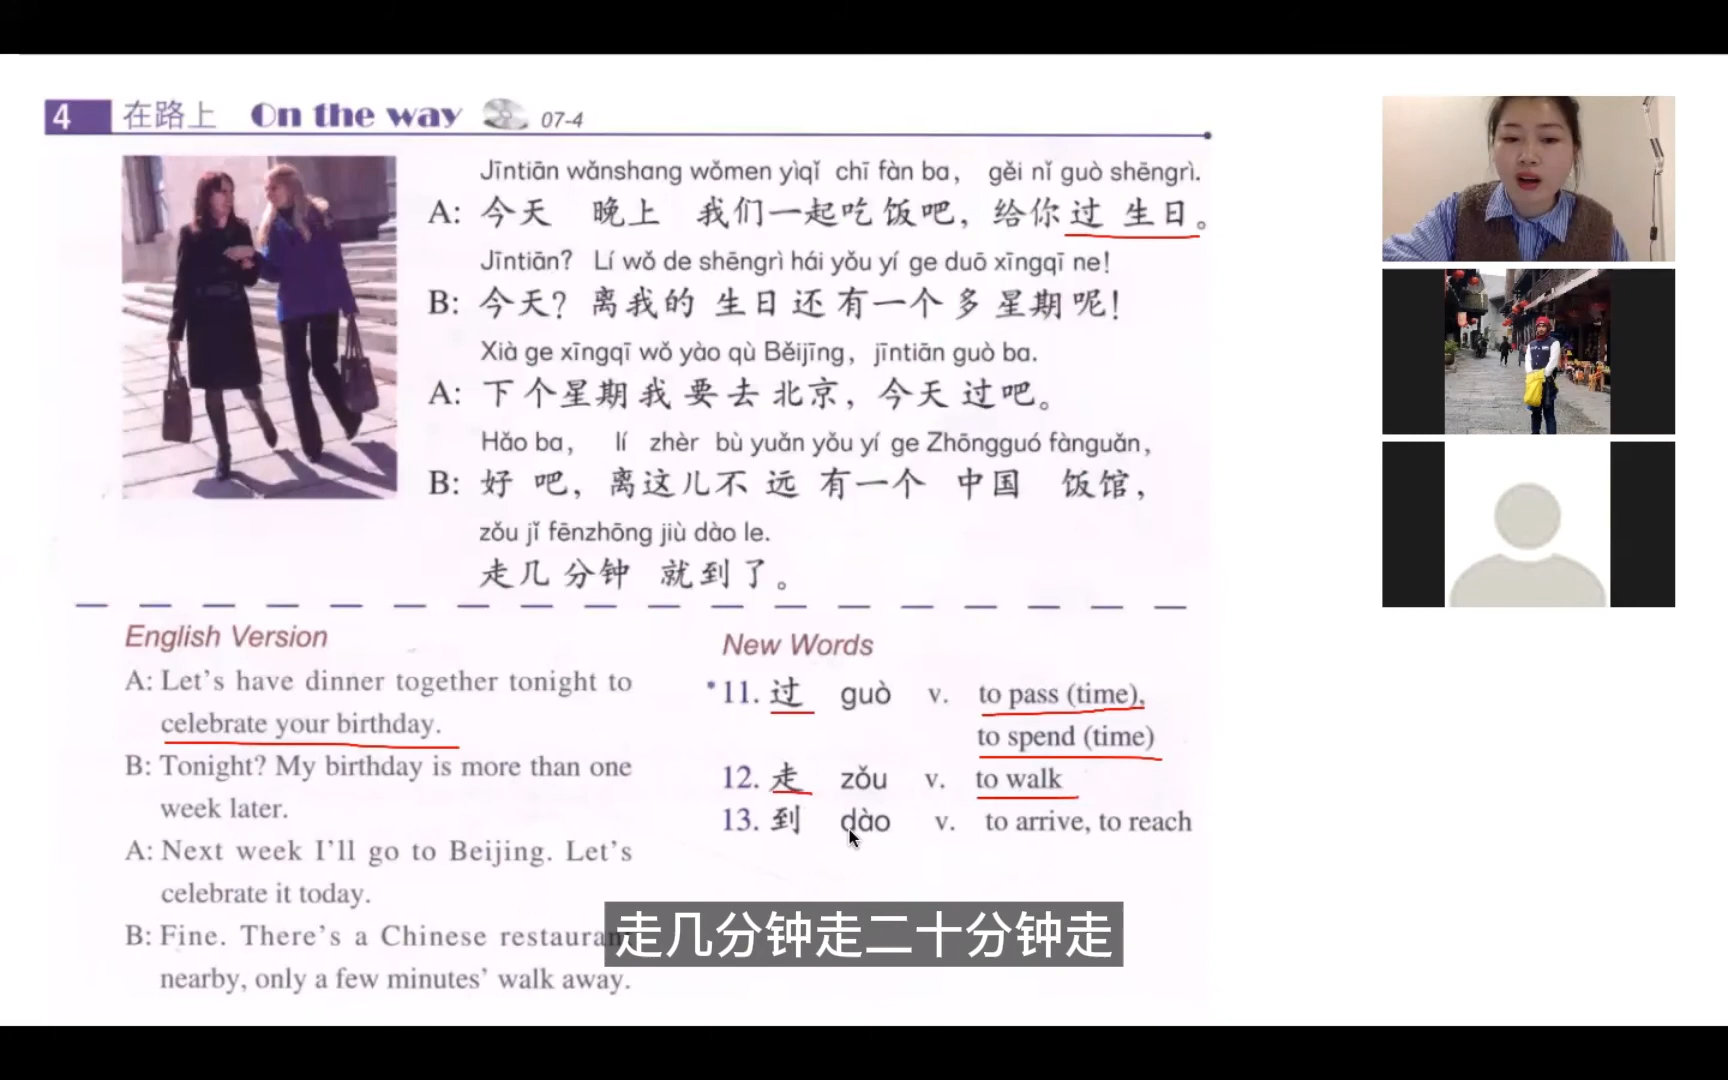 4 在路上 On the way 07-4
Jīntiān wǎnshang wǒmen yìqǐ chī fàn ba, gěi nǐ guò shēngrì.
A: 今天 晚上 我们一起吃饭吧，给你过生日。
Jīntiān? Lí wǒ de shēngrì hái yǒu yí ge duō xīngqī ne!
B: 今天？离我的生日还有一个多星期呢！
Xià ge xīngqī wǒ yào qù Běijīng, jīntiān guò ba.
A: 下个星期我要去北京，今天过吧。
Hǎo ba, lí zhèr bù yuǎn yǒu yí ge Zhōngguó fànguǎn,
B: 好吧，离这儿不远有一个中国饭馆，
zǒu jǐ fēnzhōng jiù dào le.
走几分钟就到了。
English Version
A: Let's have dinner together tonight to
celebrate your birthday.
B: Tonight? My birthday is more than one
week later.
A: Next week I'll go to Beijing. Let's
celebrate it today.
B: Fine. There's a Chinese restauran
nearby, only a few minutes' walk away.
New Words
*11. 过 guò v. to pass (time),
to spend (time)
12. 走 zǒu v. to walk
13. 到 dào v. to arrive, to reach
走几分钟走二十分钟走